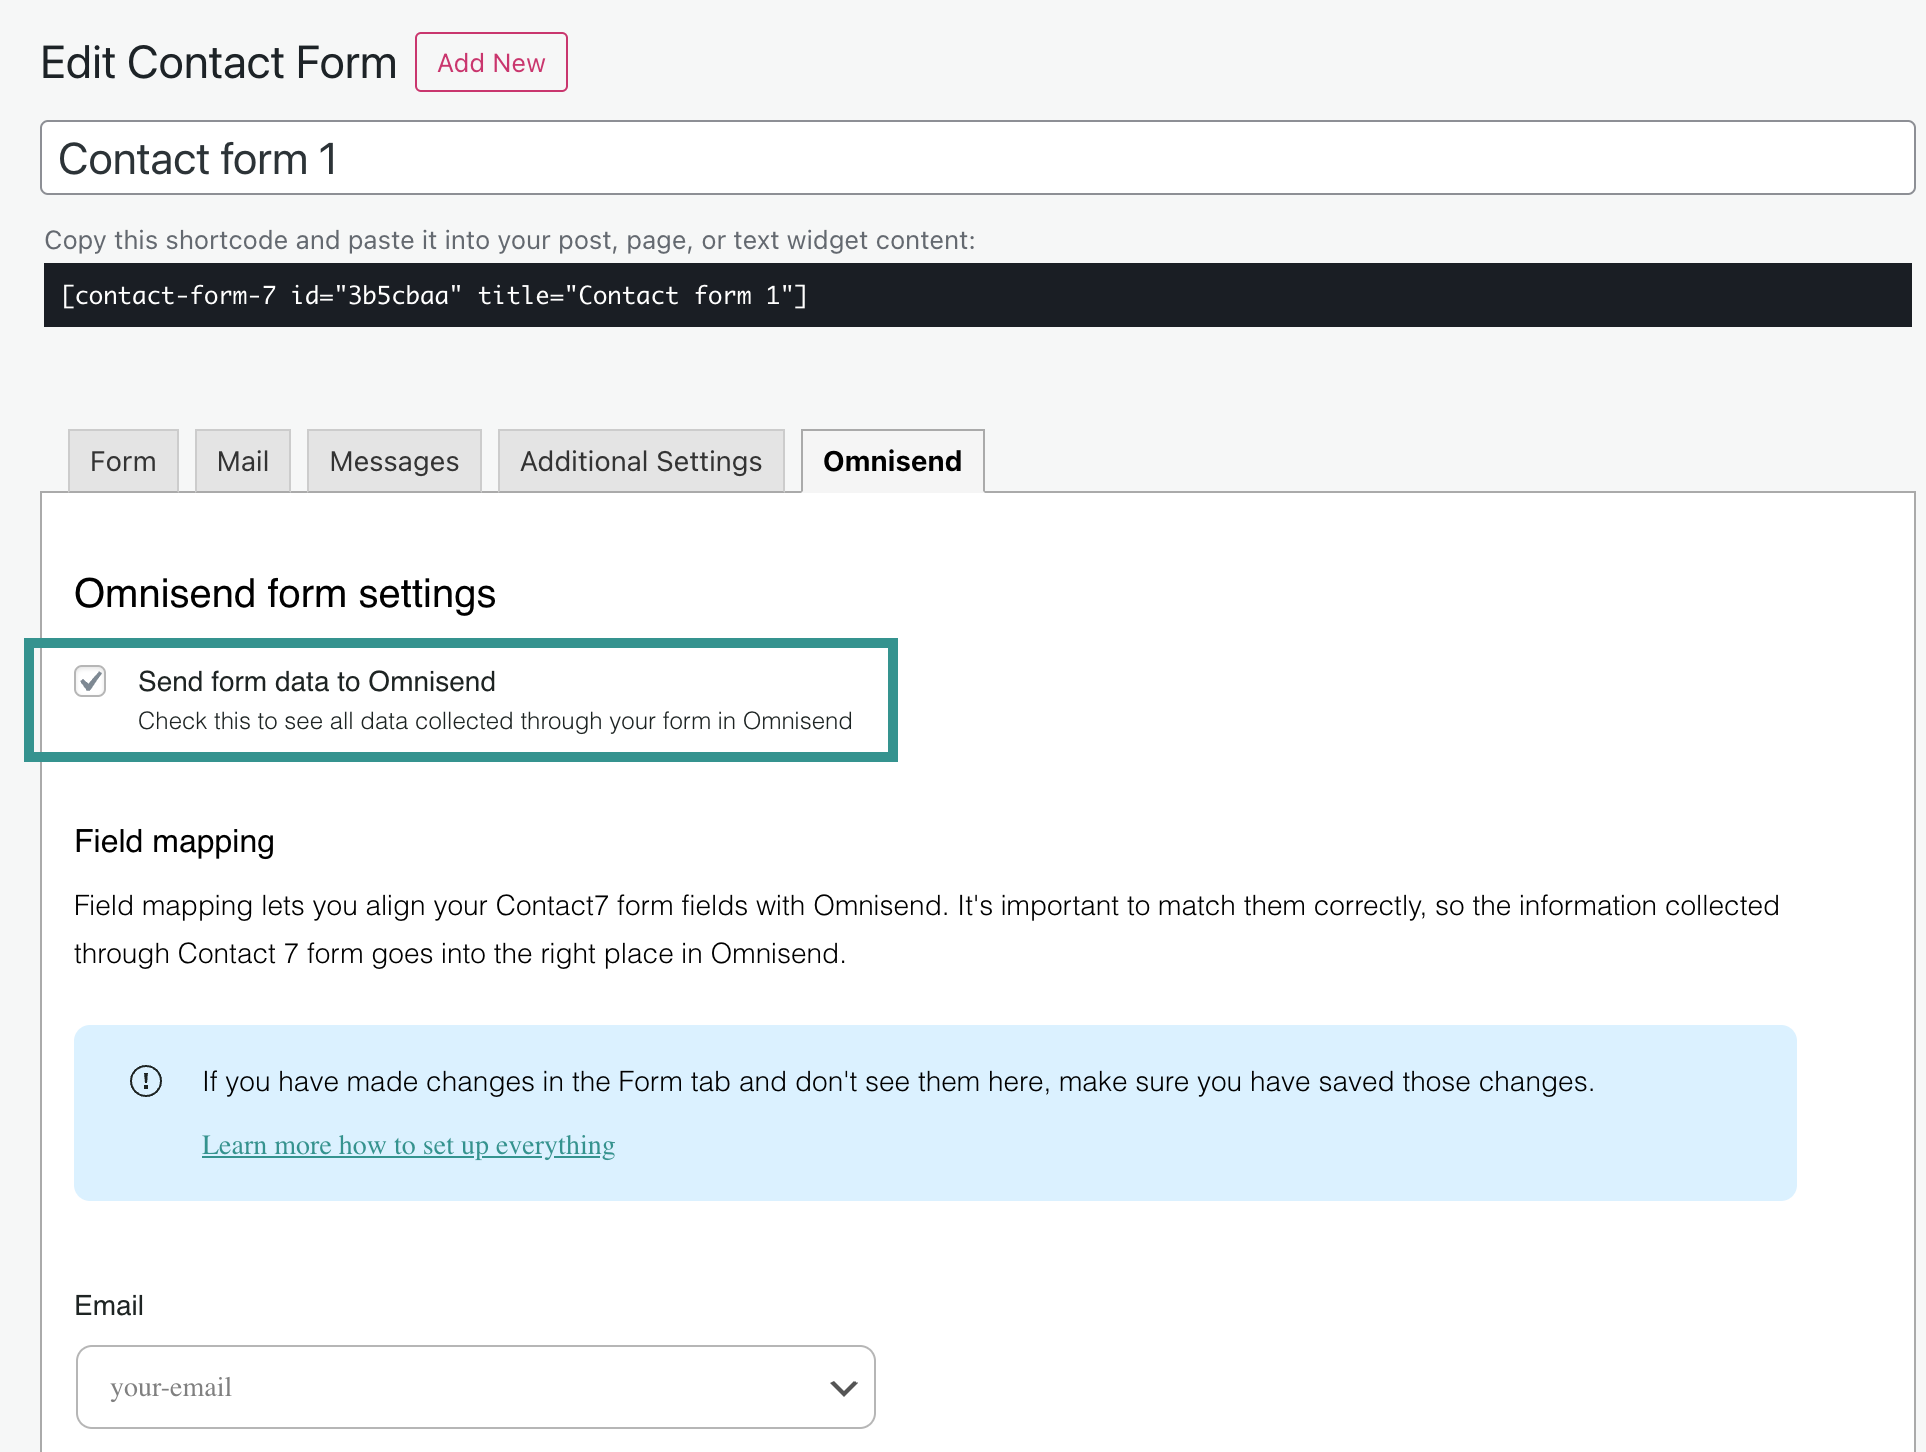 Edit Contact Form Add New
Contact form 1
Copy this shortcode and paste it into your post, page, or text widget content:
[contact-form-7 id="3b5cbaa" title="Contact form 1"]
Form Mail Messages Additional Settings Omnisend
Omnisend form settings
Send form data to Omnisend
Check this to see all data collected through your form in Omnisend
Field mapping
Field mapping lets you align your Contact7 form fields with Omnisend. It's important to match them correctly, so the information collected
through Contact 7 form goes into the right place in Omnisend.
If you have made changes in the Form tab and don't see them here, make sure you have saved those changes.
Learn more how to set up everything
Email
your-email